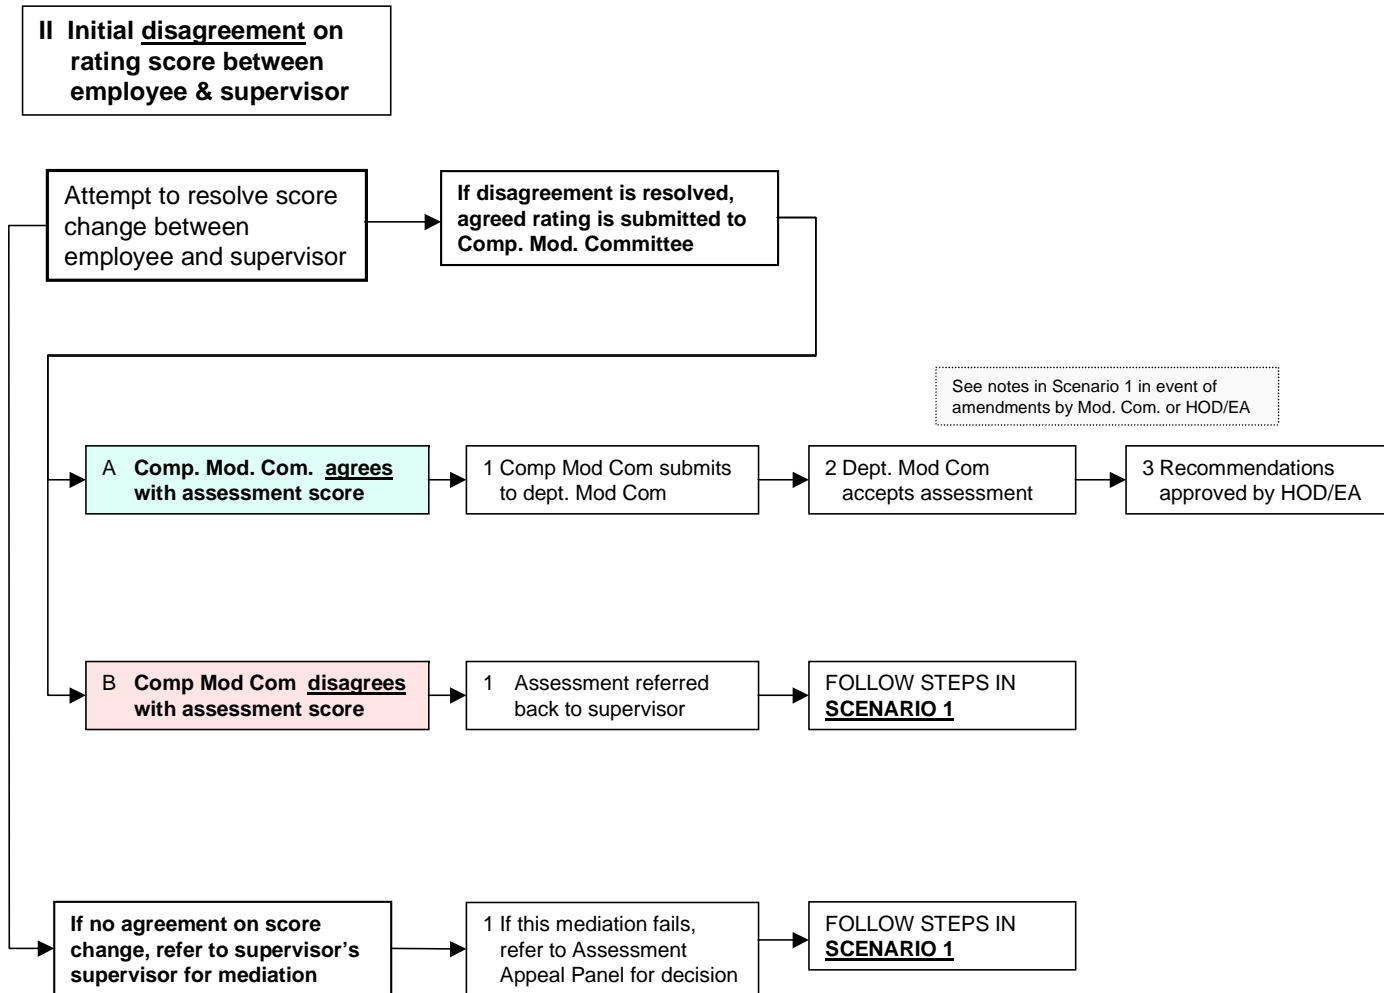 II Initial disagreement on
rating score between
employee & supervisor
Attempt to resolve score
change between
employee and supervisor
If disagreement is resolved,
agreed rating is submitted to
Comp. Mod. Committee
See notes in Scenario 1 in event of
amendments by Mod. Com. or HOD/EA
A Comp. Mod. Com. agrees
with assessment score
1 Comp Mod Com submits
to dept. Mod Com
2 Dept. Mod Com
accepts assessment
3 Recommendations
approved by HOD/EA
B Comp Mod Com disagrees
with assessment score
1 Assessment referred
back to supervisor
FOLLOW STEPS IN
SCENARIO 1
If no agreement on score
change, refer to supervisor’s
supervisor for mediation
1 If this mediation fails,
refer to Assessment
Appeal Panel for decision
FOLLOW STEPS IN
SCENARIO 1